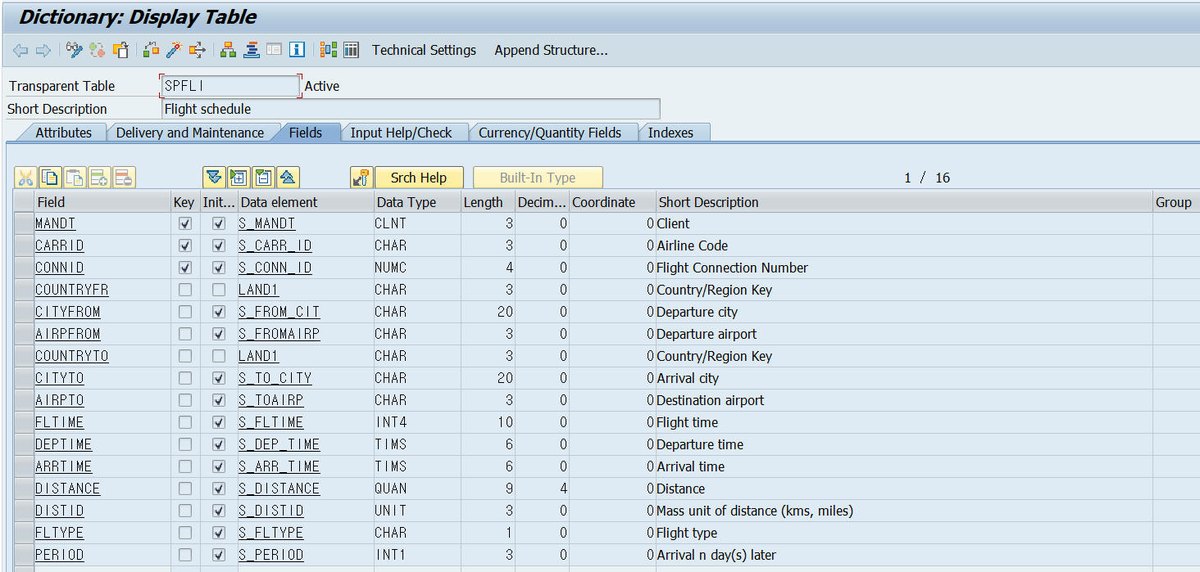 Dictionary: Display Table
Technical Settings Append Structure...
Transparent Table SPFLI Active
Short Description Flight schedule
Attributes Delivery and Maintenance Fields Input Help/Check Currency/Quantity Fields Indexes
Srch Help Built-In Type 1 / 16
Field Key Init... Data element Data Type Length Decim... Coordinate Short Description Group
MANDT S_MANDT CLNT 3 0 0 Client
CARRID S_CARR_ID CHAR 3 0 0 Airline Code
CONNID S_CONN_ID NUMC 4 0 0 Flight Connection Number
COUNTRYFR LAND1 CHAR 3 0 0 Country/Region Key
CITYFROM S_FROM_CIT CHAR 20 0 0 Departure city
AIRPFROM S_FROMAIRP CHAR 3 0 0 Departure airport
COUNTRYTO LAND1 CHAR 3 0 0 Country/Region Key
CITYTO S_TO_CITY CHAR 20 0 0 Arrival city
AIRPTO S_TOAIRP CHAR 3 0 0 Destination airport
FLTIME S_FLTIME INT4 10 0 0 Flight time
DEPTIME S_DEP_TIME TIMS 6 0 0 Departure time
ARRTIME S_ARR_TIME TIMS 6 0 0 Arrival time
DISTANCE S_DISTANCE QUAN 9 4 0 Distance
DISTID S_DISTID UNIT 3 0 0 Mass unit of distance (kms, miles)
FLTYPE S_FLTYPE CHAR 1 0 0 Flight type
PERIOD S_PERIOD INT1 3 0 0 Arrival n day(s) later